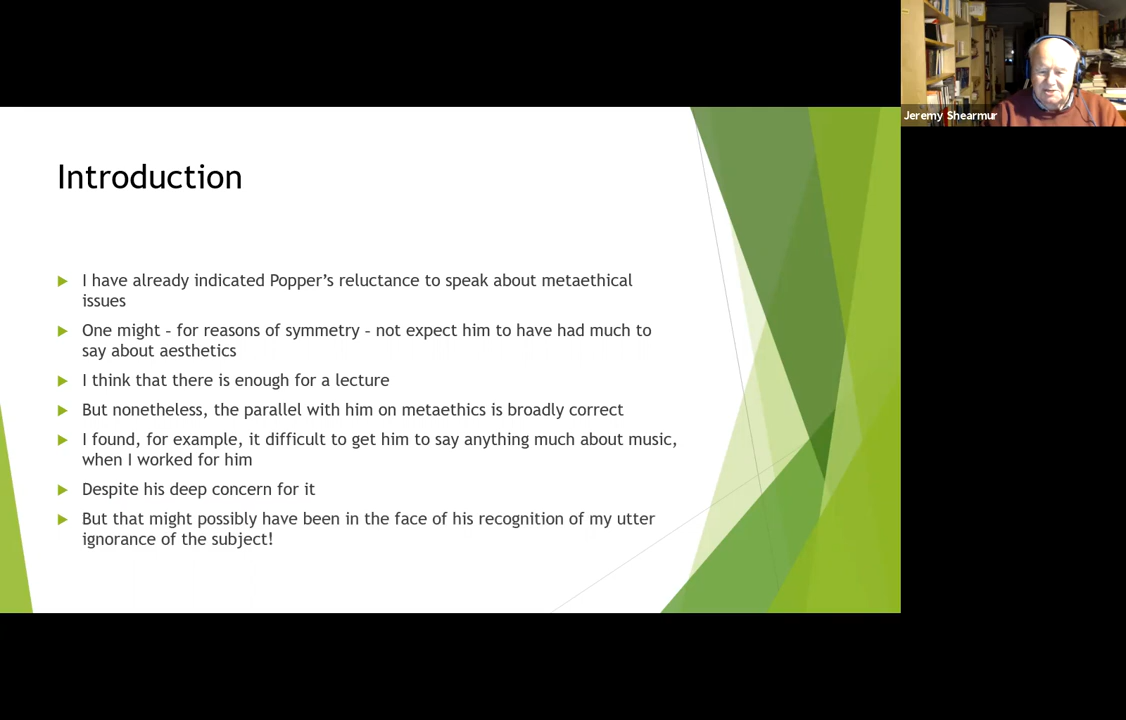 Jeremy Shearmur
Introduction
I have already indicated Popper's reluctance to speak about metaethical
issues
One might – for reasons of symmetry – not expect him to have had much to
say about aesthetics
I think that there is enough for a lecture
But nonetheless, the parallel with him on metaethics is broadly correct
I found, for example, it difficult to get him to say anything much about music,
when I worked for him
Despite his deep concern for it
But that might possibly have been in the face of his recognition of my utter
ignorance of the subject!